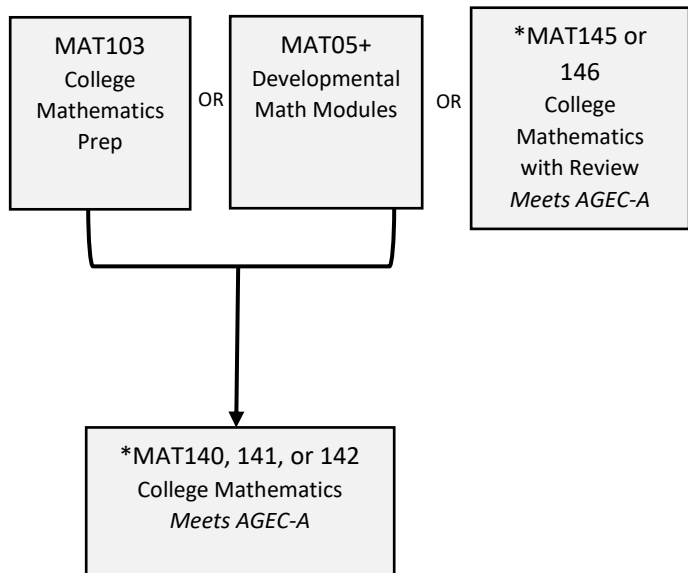 MAT103
College
Mathematics
Prep
OR
MAT05+
Developmental
Math Modules
OR
*MAT145 or
146
College
Mathematics
with Review
Meets AGEC-A
*MAT140, 141, or 142
College Mathematics
Meets AGEC-A